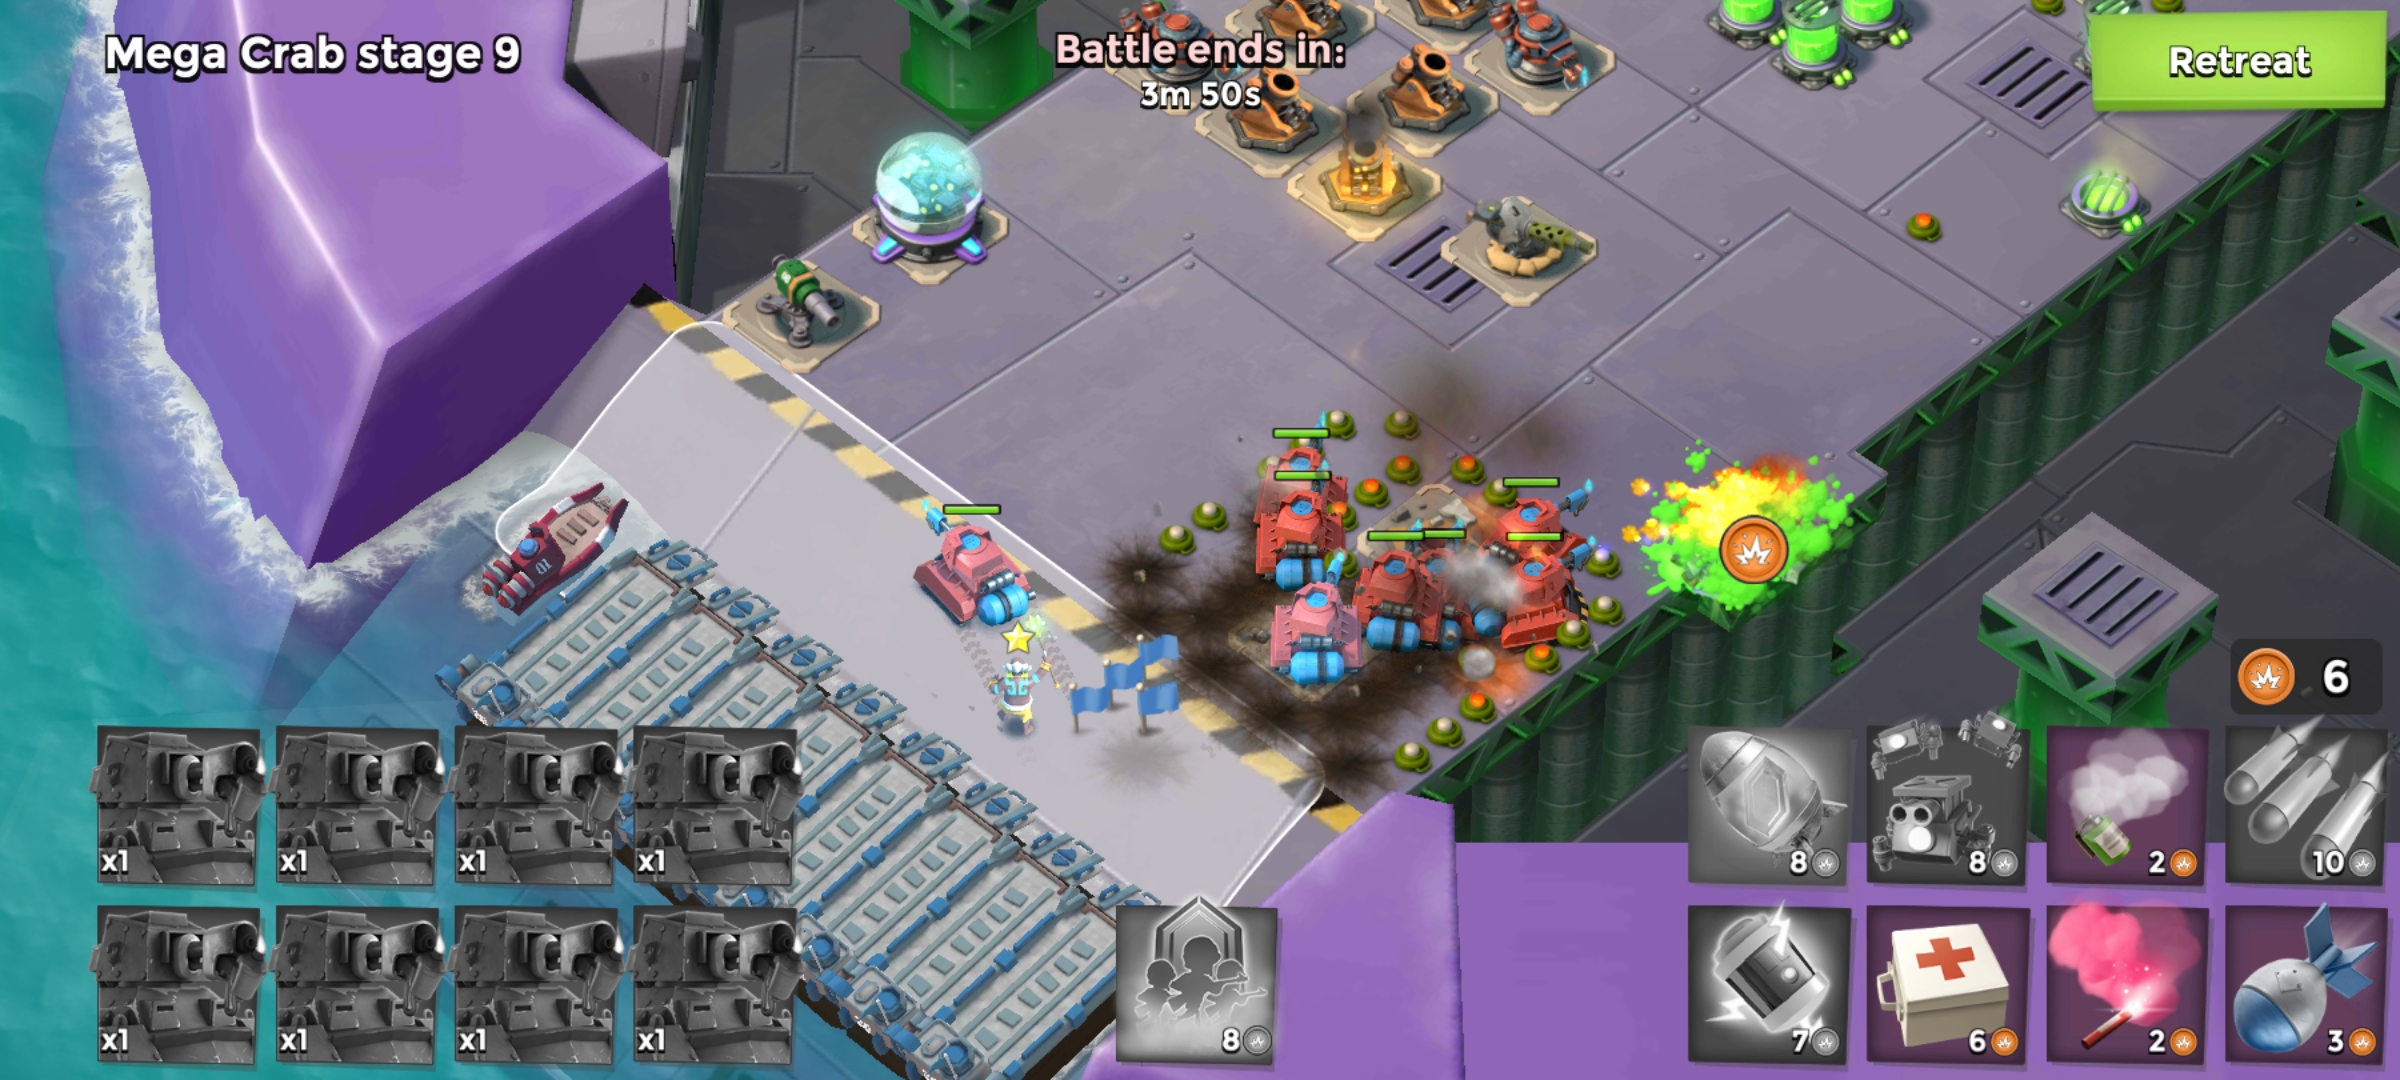 Mega Crab stage 9
Battle ends in:
3m 50s
Retreat
01
6
x1
x1
x1
x1
8
8
2
10
x1
x1
x1
x1
8
7
6
2
3